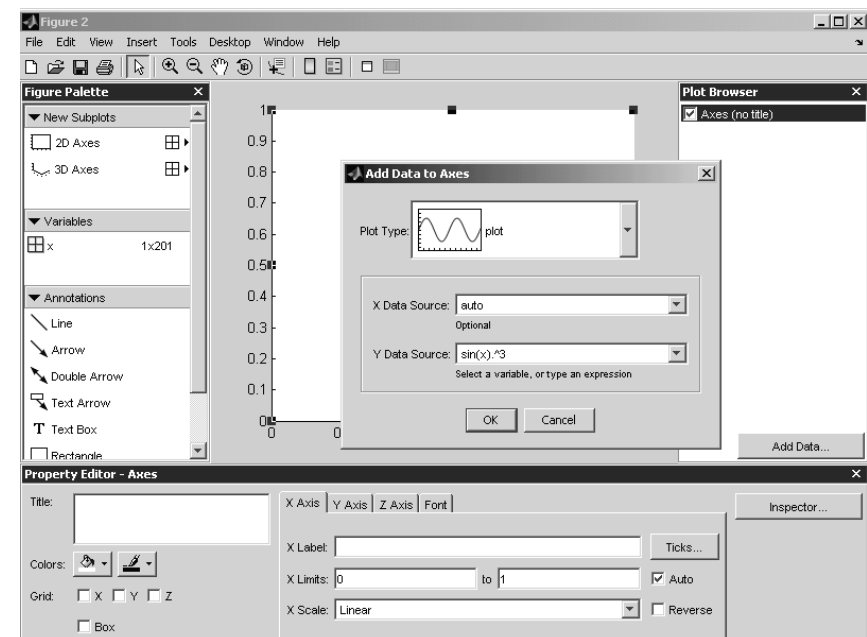 Figure 2
File Edit View Insert Tools Desktop Window Help
Figure Palette
New Subplots
2D Axes
3D Axes
Variables
x 1x201
Annotations
Line
Arrow
Double Arrow
Text Arrow
T Text Box
Rectangle
1
0.9
0.8
0.7
0.6
0.5
0.4
0.3
0.2
0.1
0
0 0
Add Data to Axes
Plot Type: plot
X Data Source: auto
Optional
Y Data Source: sin(x).^3
Select a variable, or type an expression
OK Cancel
Plot Browser
Axes (no title)
Add Data...
Property Editor - Axes
Title:
Colors:
Grid: X Y Z
Box
X Axis Y Axis Z Axis Font
X Label: Ticks...
X Limits: 0 to 1 Auto
X Scale: Linear Reverse
Inspector...